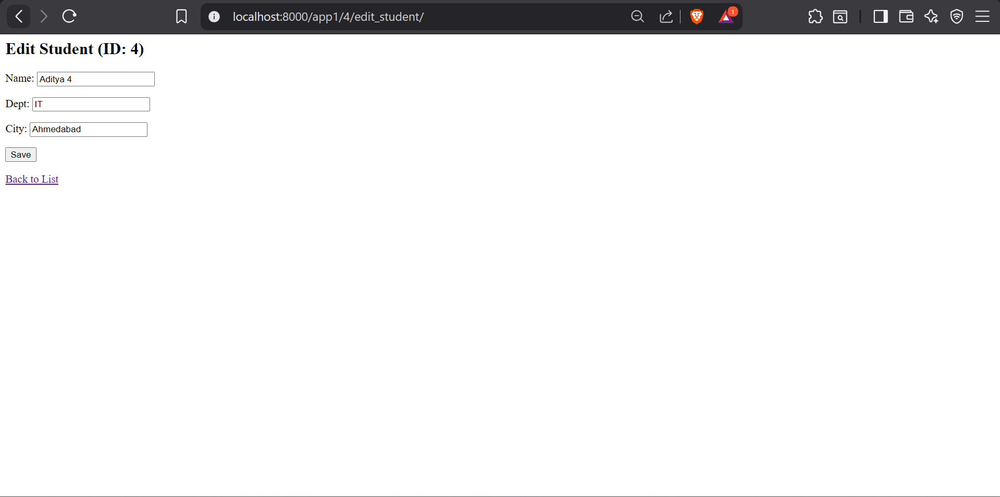 localhost:8000/app1/4/edit_student/
1
Edit Student (ID: 4)
Name: Aditya 4
Dept: IT
City: Ahmedabad
Save
Back to List